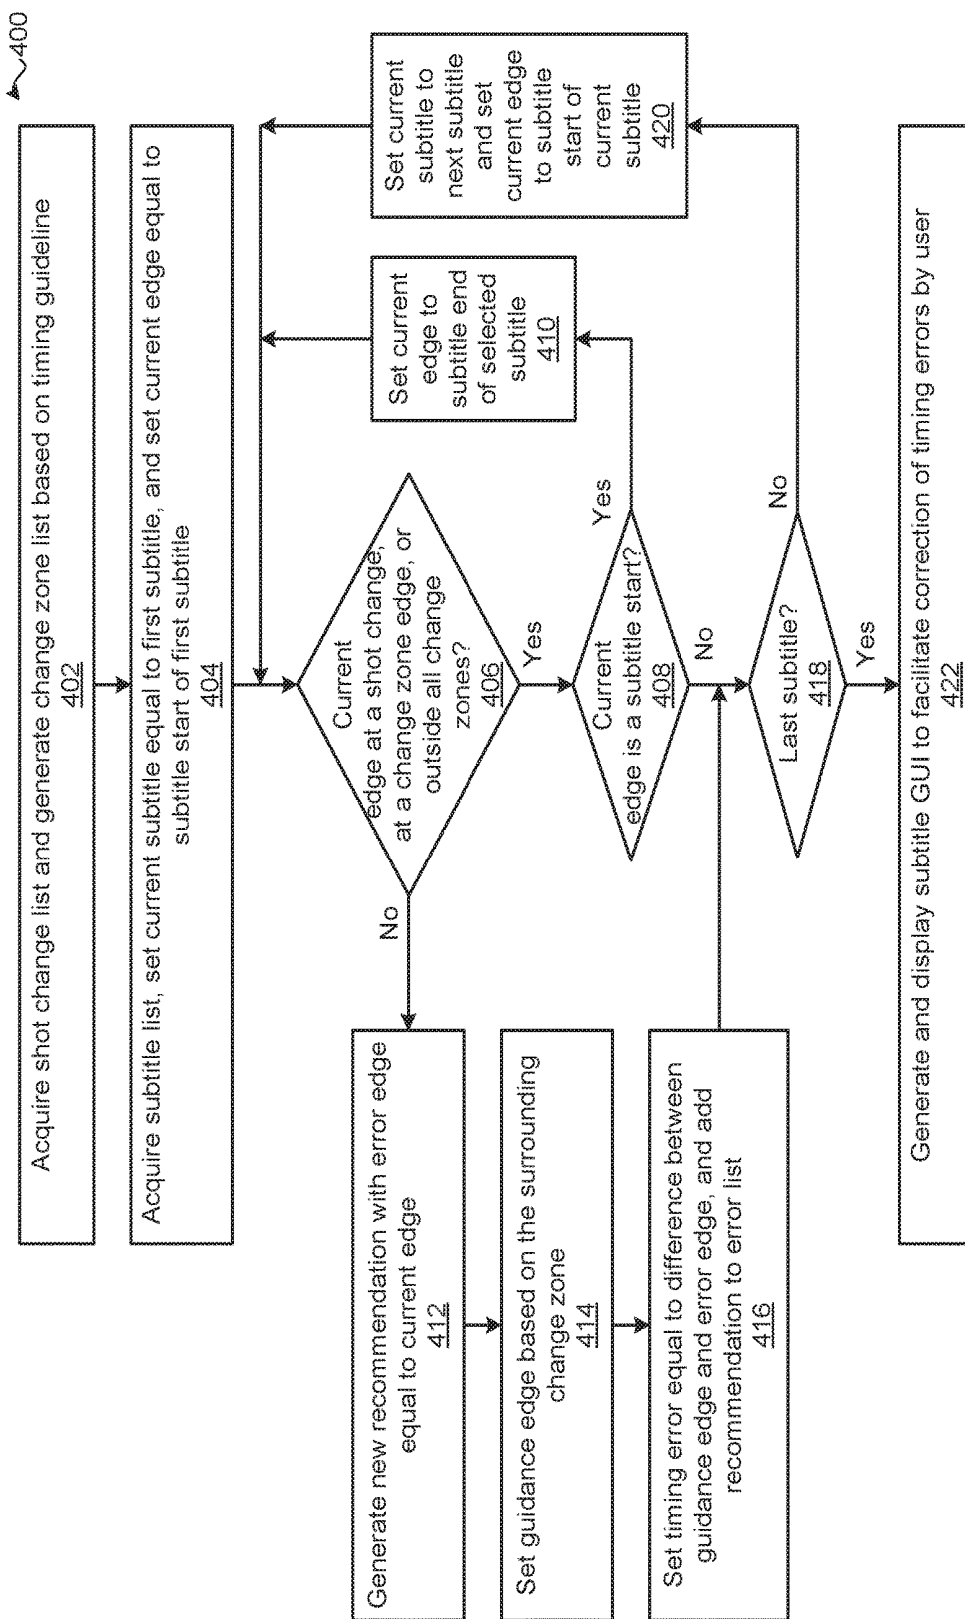 400
Acquire shot change list and generate change zone list based on timing guideline
402
Acquire subtitle list, set current subtitle equal to first subtitle, and set current edge equal to
subtitle start of first subtitle
404
Current
edge at a shot change,
at a change zone edge, or
outside all change
zones?
406
No
Yes
Generate new recommendation with error edge
equal to current edge
412
Set guidance edge based on the surrounding
change zone
414
Set timing error equal to difference between
guidance edge and error edge, and add
recommendation to error list
416
Current
edge is a subtitle start?
408
Yes
No
Set current
edge to
subtitle end
of selected
subtitle
410
Last subtitle?
418
No
Yes
Set current
subtitle to
next subtitle
and set
current edge
to subtitle
start of
current
subtitle
420
Generate and display subtitle GUI to facilitate correction of timing errors by user
422